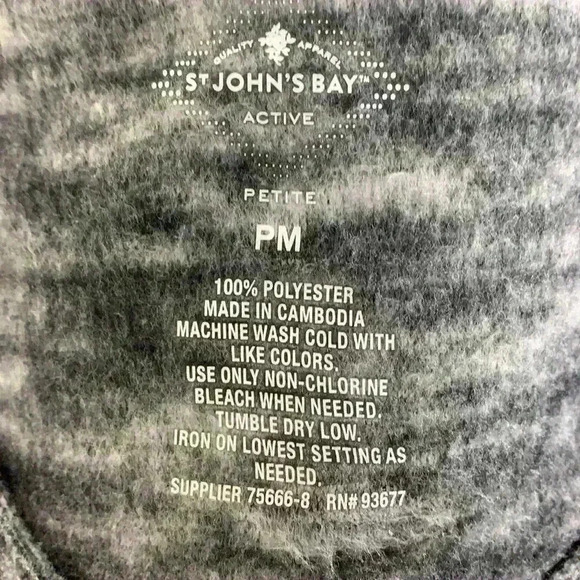 QUALITY APPAREL
ST JOHN'S BAY™
ACTIVE
PETITE
PM
100% POLYESTER
MADE IN CAMBODIA
MACHINE WASH COLD WITH
LIKE COLORS.
USE ONLY NON-CHLORINE
BLEACH WHEN NEEDED.
TUMBLE DRY LOW.
IRON ON LOWEST SETTING AS
NEEDED.
SUPPLIER 75666-8 RN# 93677